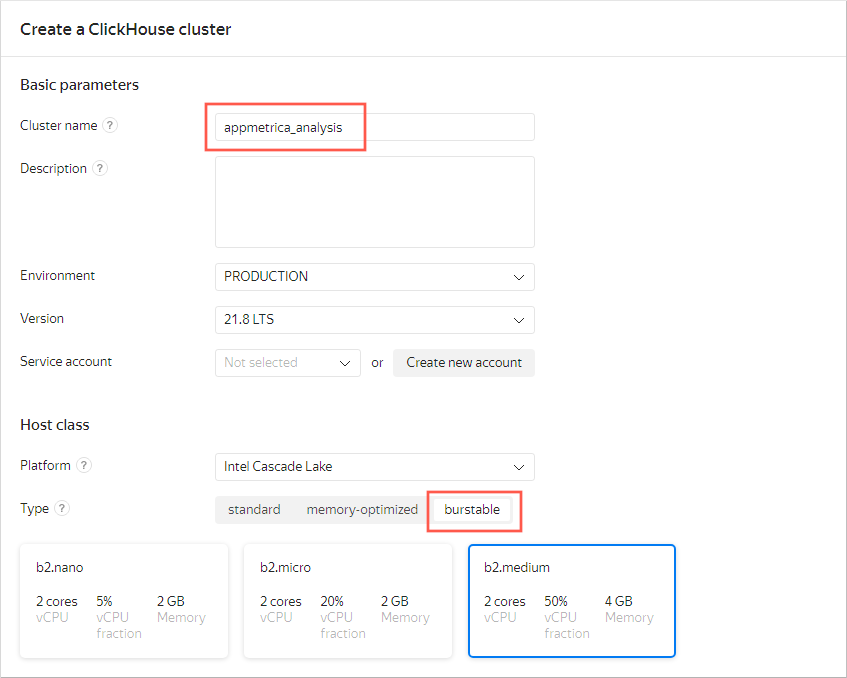 Create a ClickHouse cluster
Basic parameters
Cluster name ? appmetrica_analysis
Description ?
Environment PRODUCTION
Version 21.8 LTS
Service account Not selected or Create new account
Host class
Platform ? Intel Cascade Lake
Type ? standard memory-optimized burstable
b2.nano b2.micro b2.medium
2 cores 5% 2 GB 2 cores 20% 2 GB 2 cores 50% 4 GB
vCPU vCPU Memory vCPU vCPU Memory vCPU vCPU Memory
fraction fraction fraction